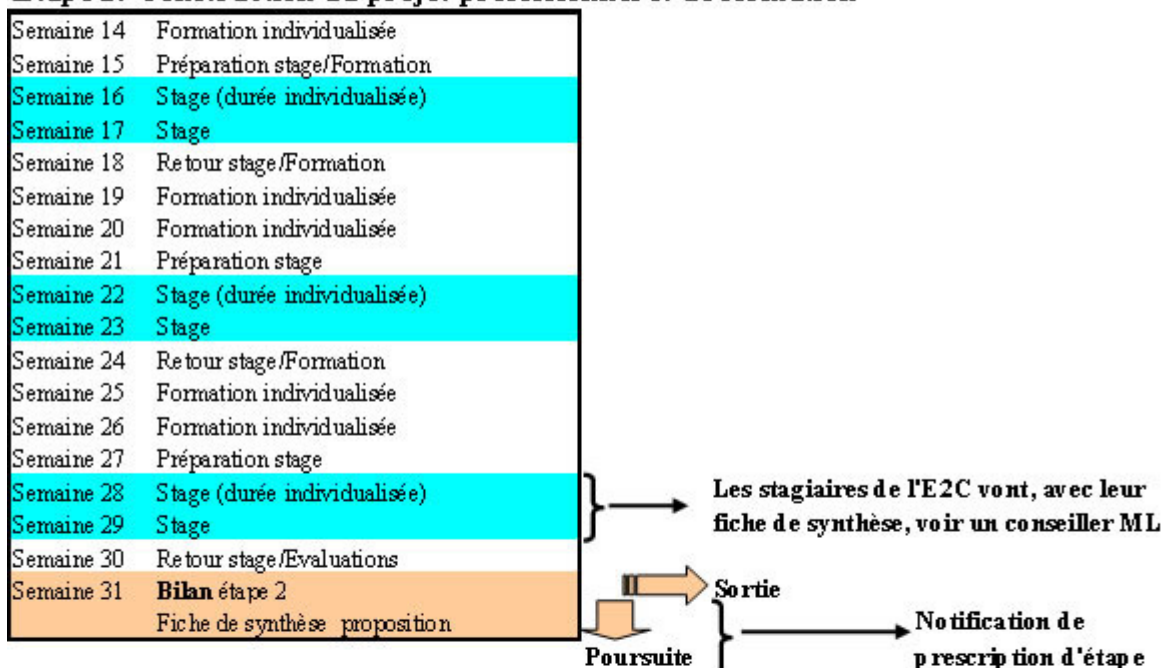 Semaine 14 Formation individualisée
Semaine 15 Préparation stage/Formation
Semaine 16 Stage (durée individualisée)
Semaine 17 Stage
Semaine 18 Retour stage/Formation
Semaine 19 Formation individualisée
Semaine 20 Formation individualisée
Semaine 21 Préparation stage
Semaine 22 Stage (durée individualisée)
Semaine 23 Stage
Semaine 24 Retour stage/Formation
Semaine 25 Formation individualisée
Semaine 26 Formation individualisée
Semaine 27 Préparation stage
Semaine 28 Stage (durée individualisée)
Semaine 29 Stage
Les stagiaires de l'E2C vont, avec leur
fiche de synthèse, voir un conseiller ML
Semaine 30 Retour stage/Evaluations
Semaine 31 Bilan étape 2
Fiche de synthèse proposition
Sortie
Poursuite
Notification de
prescription d'étape